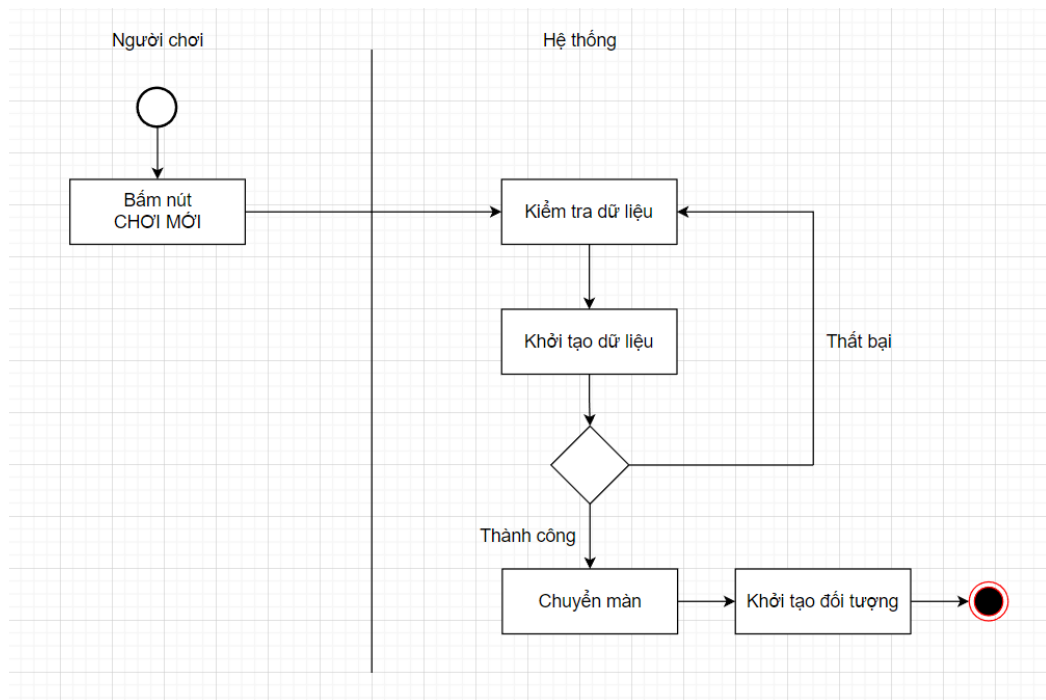 Người chơi
Hệ thống
Bấm nút
CHƠI MỚI
Kiểm tra dữ liệu
Khởi tạo dữ liệu
Thất bại
Thành công
Chuyển màn
Khởi tạo đối tượng